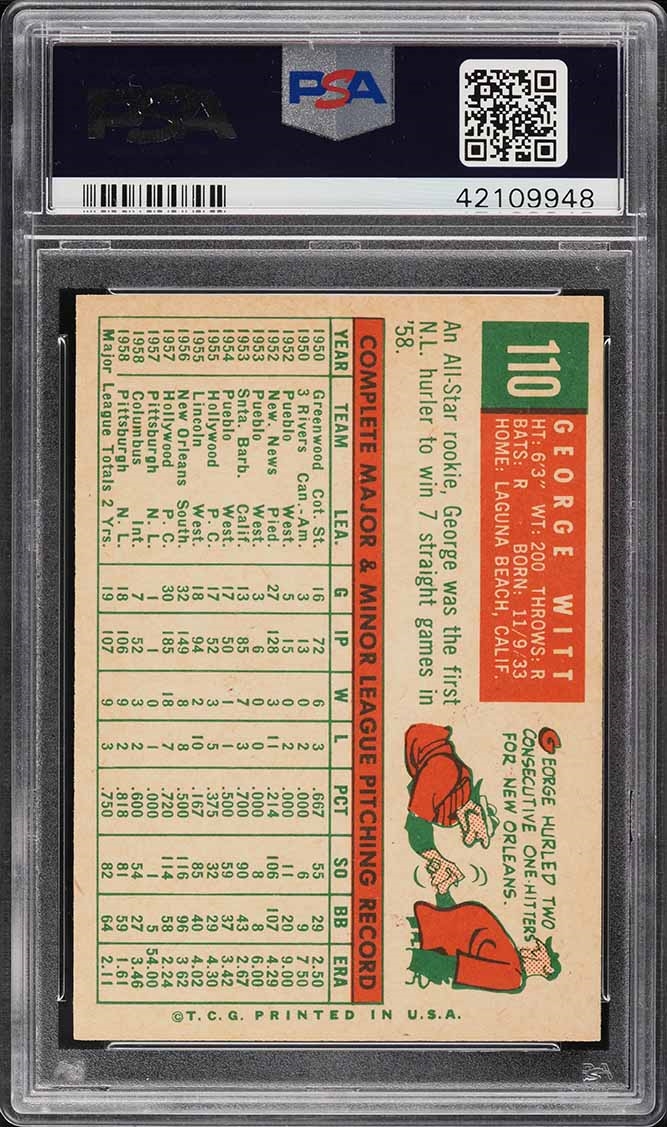 PSA
PSA
42109948
110
GEORGE WITT
HT: 6'3" WT: 200 THROWS: R
BATS: R BORN: 11/9/33
HOME: LAGUNA BEACH, CALIF.
GEORGE HURLED TWO
CONSECUTIVE ONE-HITTERS
FOR NEW ORLEANS.
An All-Star rookie, George was the first
N.L. hurler to win 7 straight games in
'58.
COMPLETE MAJOR & MINOR LEAGUE PITCHING RECORD
YEAR TEAM LEA. G IP W L PCT SO BB ERA
1950 Greenwood Cot. St. 16 72 6 3 .667 55 29 2.50
1950 3 Rivers Can.-Am. 3 13 0 2 .000 6 9 7.50
1952 Pueblo West. 5 15 0 2 .000 11 20 9.00
1952 New. News Pied. 27 128 3 11 .214 106 107 4.29
1953 Pueblo West. 3 6 0 0 .000 8 8 6.00
1953 Snta. Barb. Calif 13 85 7 3 .700 90 43 2.67
1954 Pueblo West. 17 50 1 1 .500 59 37 3.42
1955 Hollywood P.C. 17 52 3 5 .375 32 29 4.30
1955 Lincoln West. 18 94 2 10 .167 85 40 4.02
1956 New Orleans South. 32 149 8 8 .500 116 96 3.62
1957 Hollywood P.C. 30 185 18 7 .720 114 58 2.24
1957 Pittsburgh N.L. 1 1 0 1 .000 1 5 54.00
1958 Columbus Int. 7 52 3 2 .600 54 27 3.46
1958 Pittsburgh N.L. 18 106 9 2 .818 81 59 1.61
Major League Totals 2 Yrs. 19 107 9 3 .750 82 64 2.11
©T.C.G. PRINTED IN U.S.A.